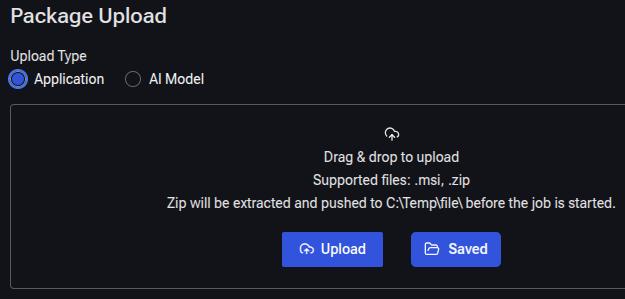 Package Upload
Upload Type
Application AI Model
Drag & drop to upload
Supported files: .msi, .zip
Zip will be extracted and pushed to C:\Temp\file\ before the job is started.
Upload Saved